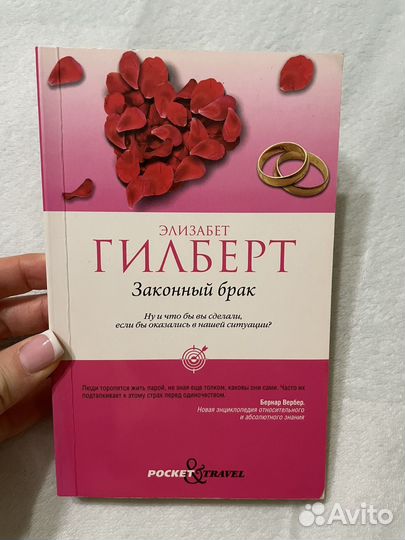 ЭЛИЗАБЕТ
ГИЛБЕРТ
Законный брак
Ну и что бы вы сделали,
если бы оказались в нашей ситуации?
Люди торопятся жить парой, не зная еще толком, каковы они сами. Часто их
подталкивает к этому страх перед одиночеством.
Бернар Вербер.
Новая энциклопедия относительного
и абсолютного знания
POCKET&TRAVEL
Avito